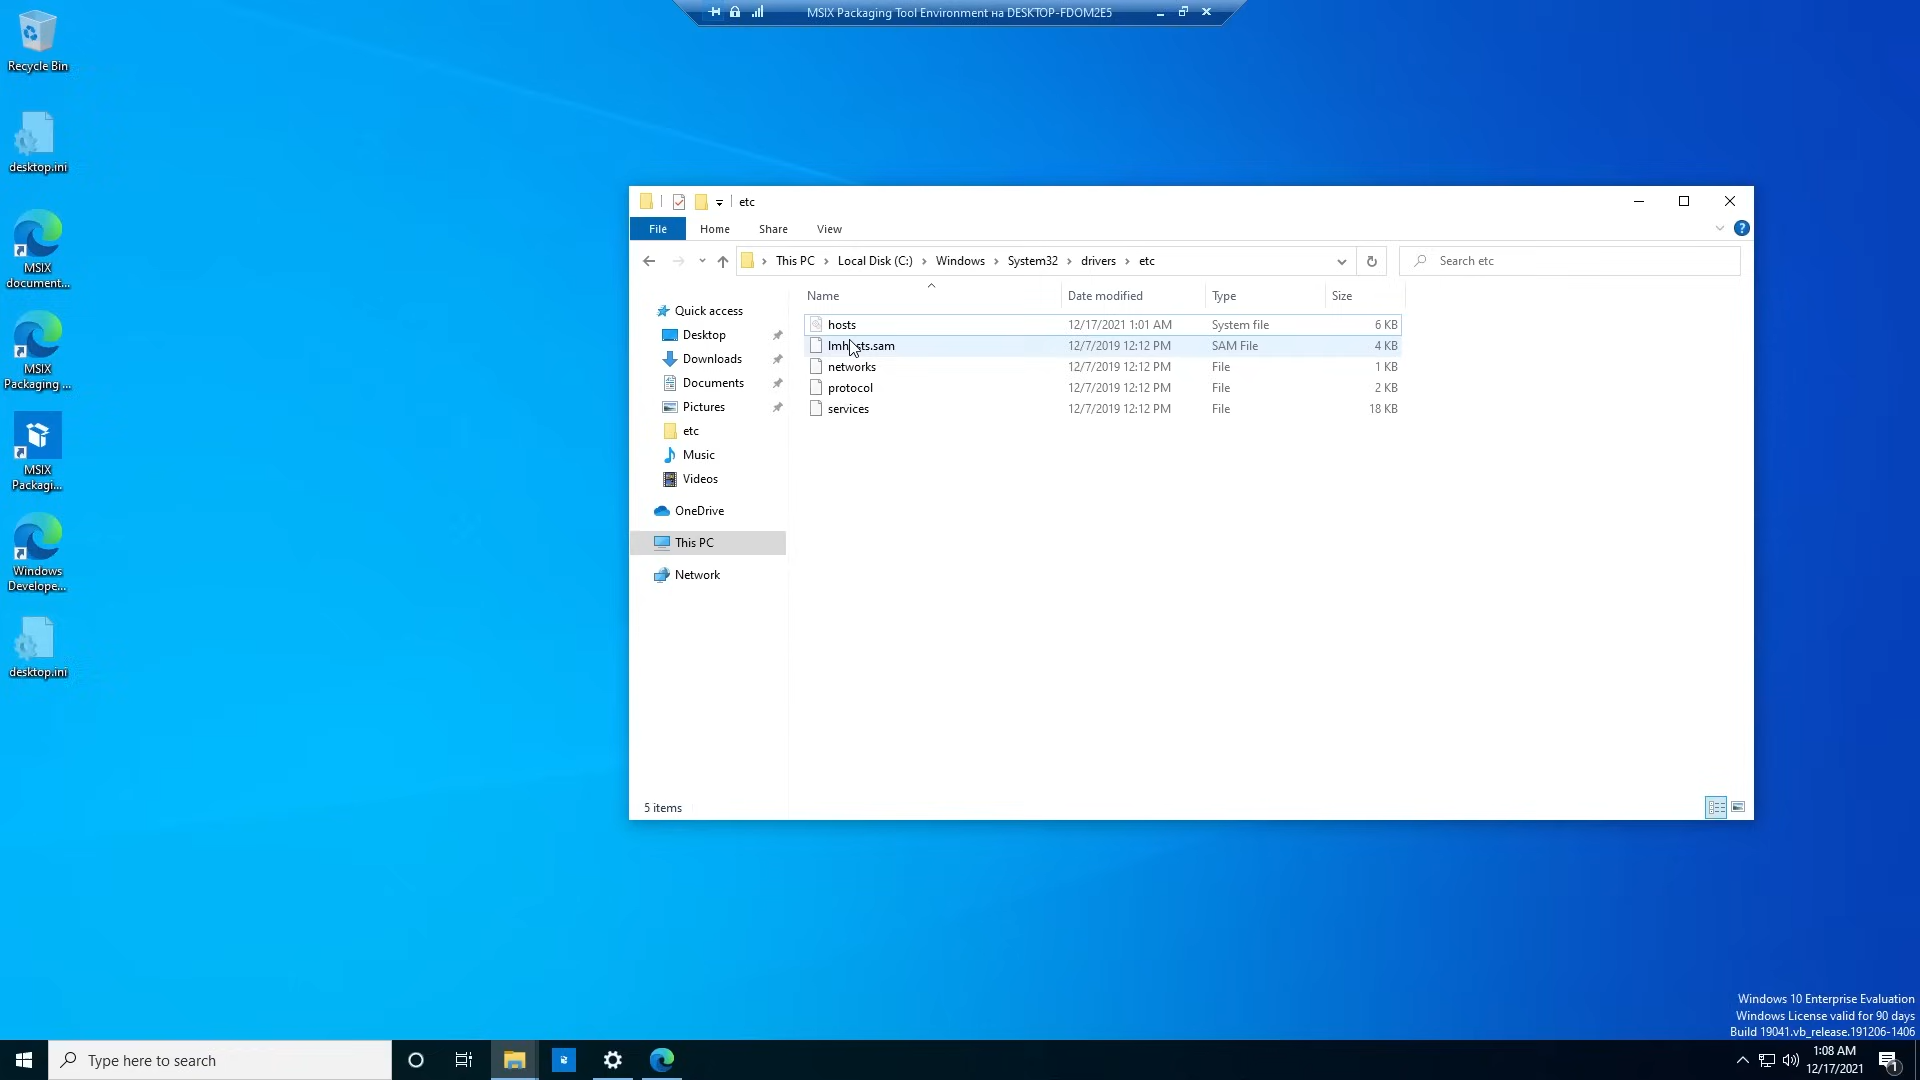 MSIX Packaging Tool Environment на DESKTOP-FDOM2E5
Recycle Bin
desktop.ini
MSIX
document...
MSIX
Packaging ...
MSIX
Packagi...
Windows
Develope...
desktop.ini
etc
File
Home
Share
View
This PC
Local Disk (C:)
Windows
System32
drivers
etc
Search etc
Name
Date modified
Type
Size
Quick access
Desktop
Downloads
Documents
Pictures
etc
Music
Videos
OneDrive
This PC
Network
hosts 12/17/2021 1:01 AM System file 6 KB
lmhosts.sam 12/7/2019 12:12 PM SAM File 4 KB
networks 12/7/2019 12:12 PM File 1 KB
protocol 12/7/2019 12:12 PM File 2 KB
services 12/7/2019 12:12 PM File 18 KB
5 items
Windows 10 Enterprise Evaluation
Windows License valid for 90 days
Build 19041.vb_release.191206-1406
Type here to search
1:08 AM
12/17/2021
1